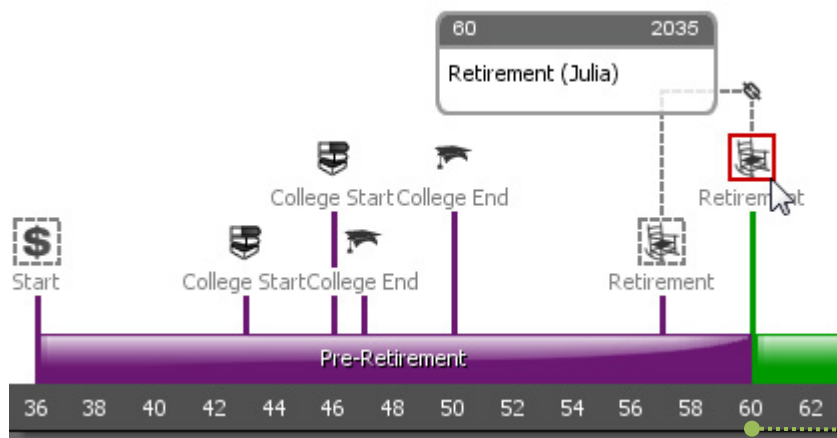 60 2035
Retirement (Julia)
College Start College End
Retirement
Start
College Start College End
Retirement
Pre-Retirement
36 38 40 42 44 46 48 50 52 54 56 58 60 62